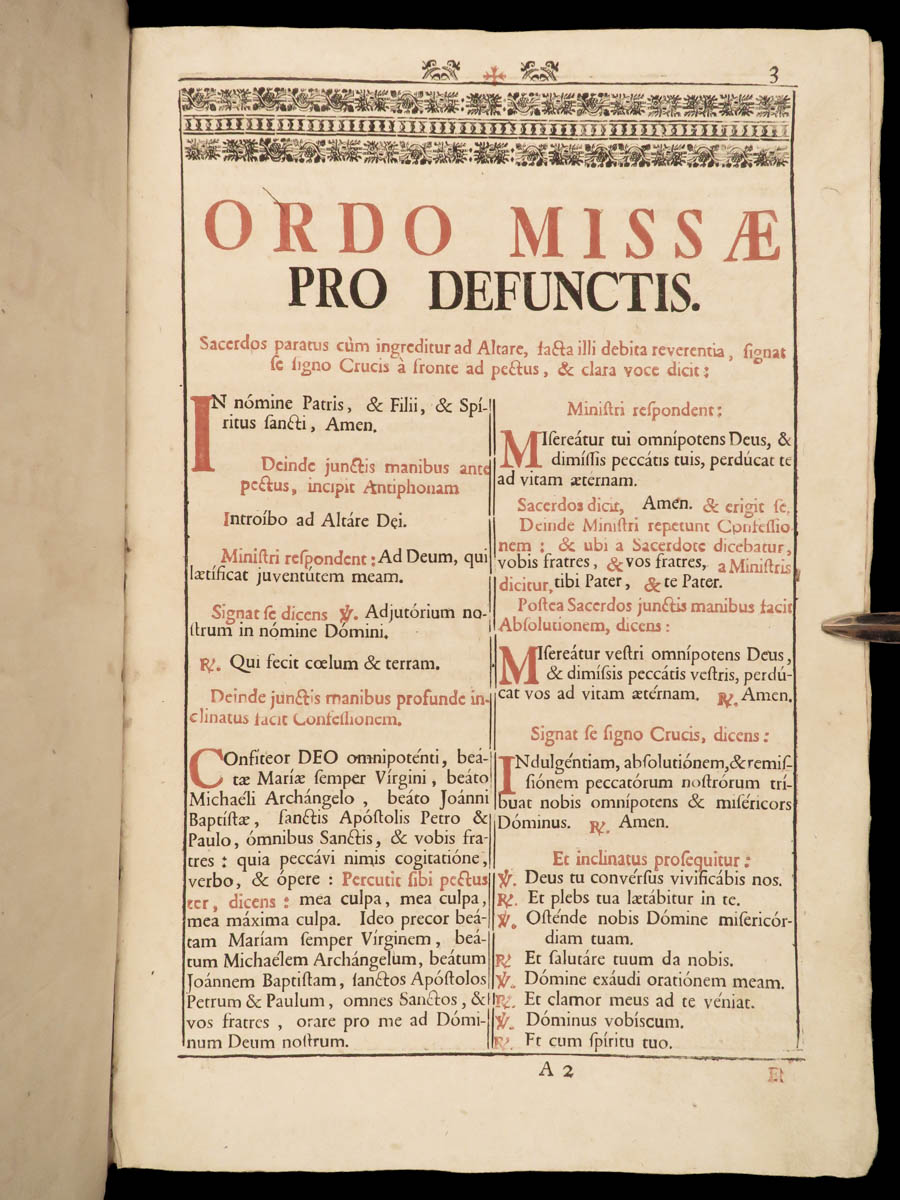 3
ORDO MISSÆ
PRO DEFUNCTIS.
Sacerdos paratus cùm ingreditur ad Altare, facta illi debita reverentia, ſignat
ſe ſigno Crucis à fronte ad pectus, & clara voce dicit:
IN nómine Patris, & Filii, & Spí-
ritus ſancti, Amen.
Deinde junctis manibus ante
pectus, incipit Antiphonam
Introíbo ad Altáre Dei.
Miniſtri reſpondent: Ad Deum, qui
lætíficat juventútem meam.
Signat ſe dicens ℣. Adjutórium no-
ſtrum in nómine Dómini.
℟. Qui fecit cœlum & terram.
Deinde junctis manibus profunde in-
clinatus facit Confeſſionem.
COnfíteor DEO omnipoténti, beá-
tæ Maríæ ſemper Vírgini, beáto
Michaéli Archángelo, beáto Joánni
Baptíſtæ, ſanctis Apóſtolis Petro &
Paulo, ómnibus Sanctis, & vobis fra-
tres: quia peccávi nimis cogitatióne,
verbo, & ópere: Percutit ſibi pectus
ter, dicens: mea culpa, mea culpa,
mea máxima culpa. Ideo precor beá-
tam Maríam ſemper Vírginem, beá-
tum Michaélem Archángelum, beátum
Joánnem Baptíſtam, ſanctos Apóſtolos
Petrum & Paulum, omnes Sanctos, &
vos fratres, orare pro me ad Dómi-
num Deum noſtrum.
Miniſtri reſpondent:
MIſereátur tui omnípotens Deus, &
dimíſſis peccátis tuis, perdúcat te
ad vitam ætérnam.
Sacerdos dicit, Amen. & erigit ſe.
Deinde Miniſtri repetunt Confeſſio-
nem: & ubi a Sacerdote dicebatur,
vobis fratres, & vos fratres, a Miniſtris
dicitur, tibi Pater, & te Pater.
Poſtea Sacerdos junctis manibus facit
Abſolutionem, dicens:
MIſereátur veſtri omnípotens Deus,
& dimíſſis peccátis veſtris, perdú-
cat vos ad vitam ætérnam. ℟. Amen.
Signat ſe ſigno Crucis, dicens:
INdulgéntiam, abſolutiónem, & remiſ-
ſiónem peccatórum noſtrórum trí-
buat nobis omnípotens & miſéricors
Dóminus. ℟. Amen.
Et inclinatus proſequitur:
℣. Deus tu convérſus vivificábis nos.
℟. Et plebs tua lætábitur in te.
℣. Oſténde nobis Dómine miſericór-
diam tuam.
℟. Et ſalutáre tuum da nobis.
℣. Dómine exáudi oratiónem meam.
℟. Et clamor meus ad te véniat.
℣. Dóminus vobíscum.
℟. Et cum ſpíritu tuo.
A 2